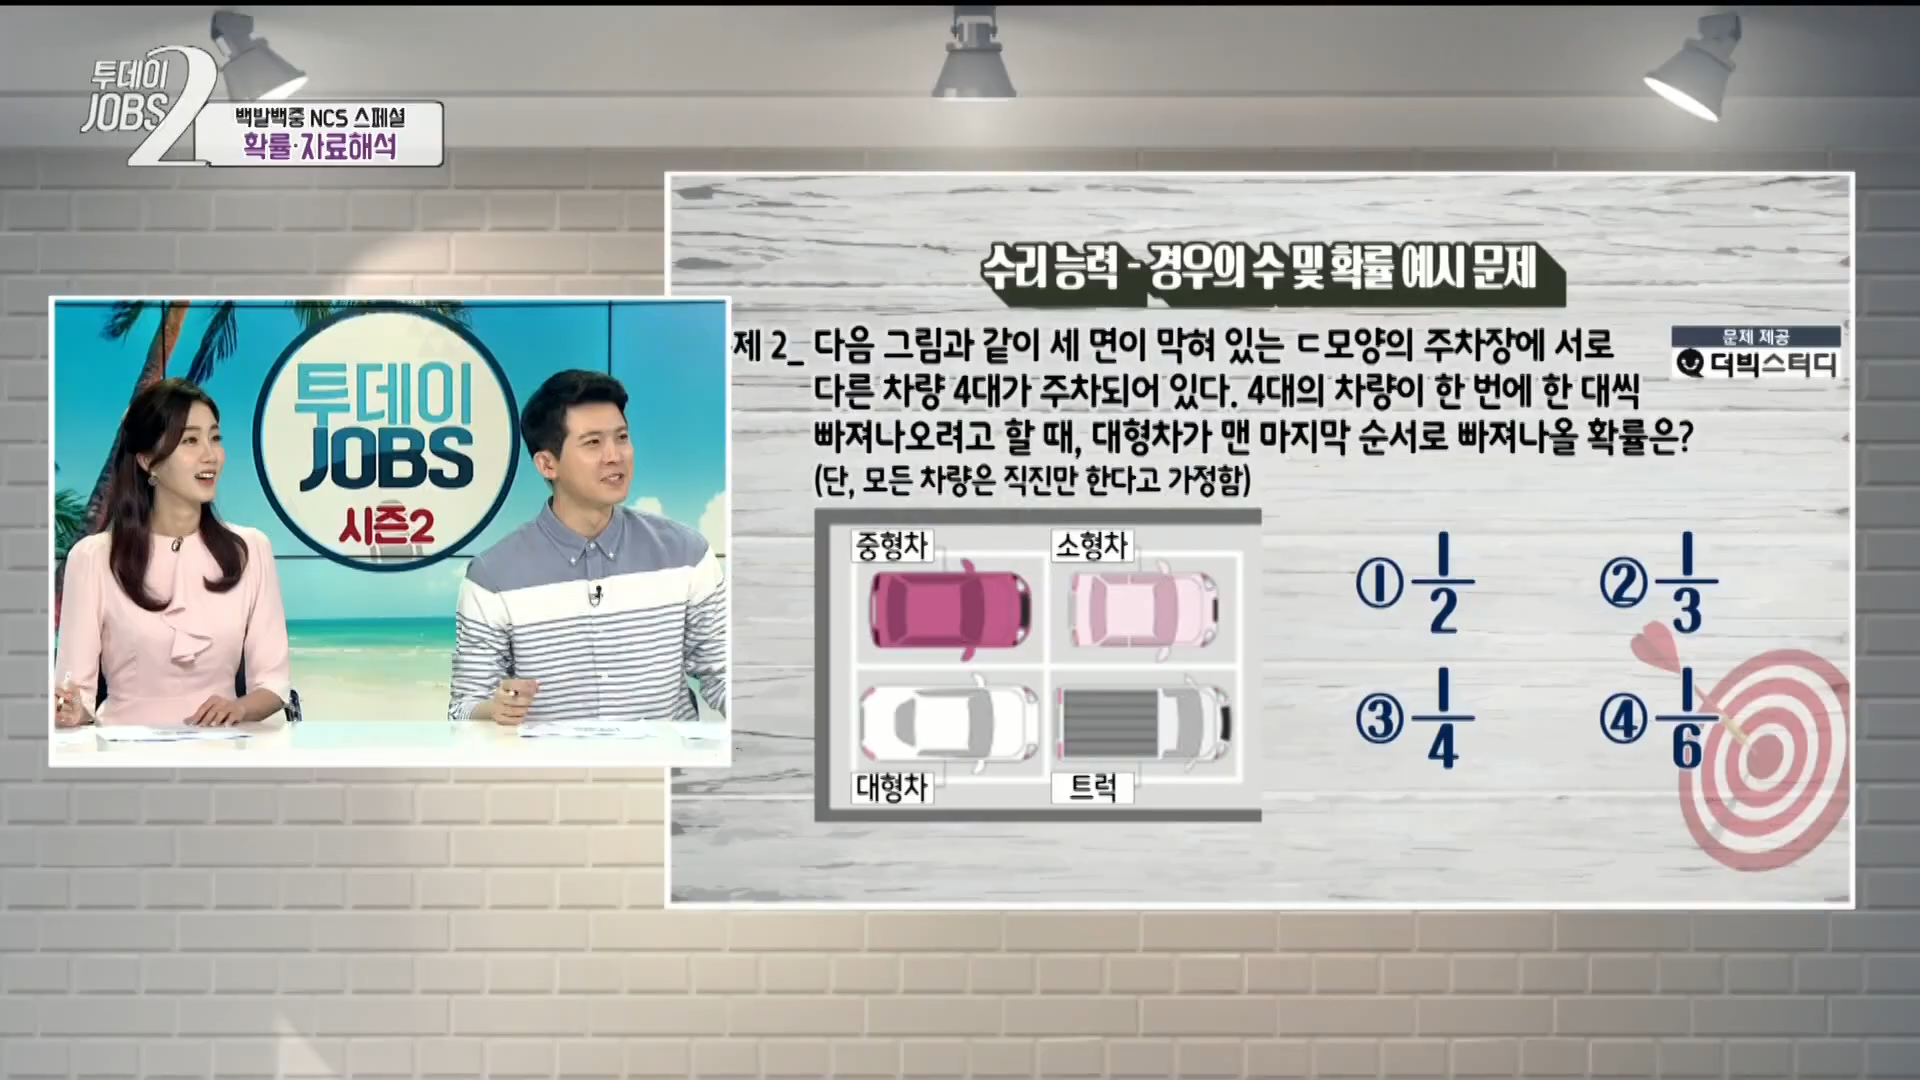 투데이
JOBS 2
백발백중 NCS 스페셜
확률·자료해석
투데이
JOBS
시즌2
수리 능력 - 경우의 수 및 확률 예시 문제
문제 제공
더빅스터디
제 2_ 다음 그림과 같이 세 면이 막혀 있는 ㄷ모양의 주차장에 서로
다른 차량 4대가 주차되어 있다. 4대의 차량이 한 번에 한 대씩
빠져나오려고 할 때, 대형차가 맨 마지막 순서로 빠져나올 확률은?
(단, 모든 차량은 직진만 한다고 가정함)
중형차 소형차
대형차 트럭
① 1/2 ② 1/3
③ 1/4 ④ 1/6